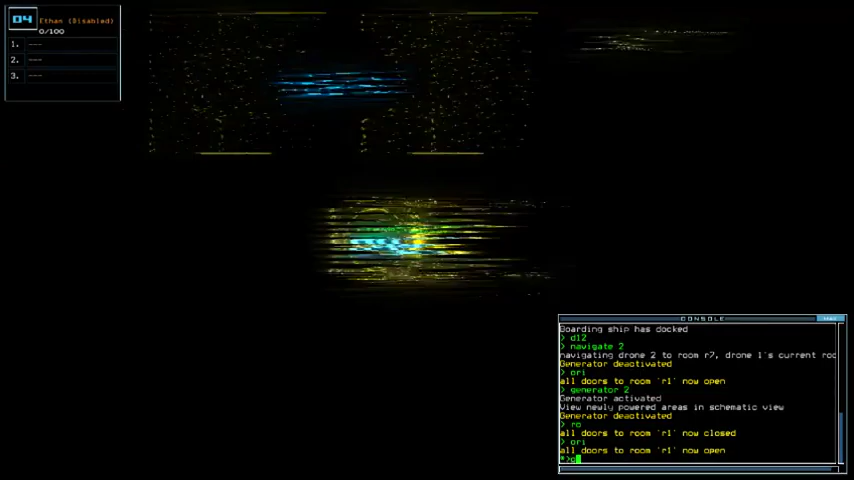 04 Ethan (Disabled)
0/100
1. ---
2. ---
3. ---
CONSOLE
Boarding ship has docked
> d12
> navigate 2
navigating drone 2 to room r7, drone 1's current roo
Generator deactivated
> ori
all doors to room 'r1' now open
> generator 2
Generator activated
View newly powered areas in schematic view
Generator deactivated
> ro
all doors to room 'r1' now closed
> ori
all doors to room 'r1' now open